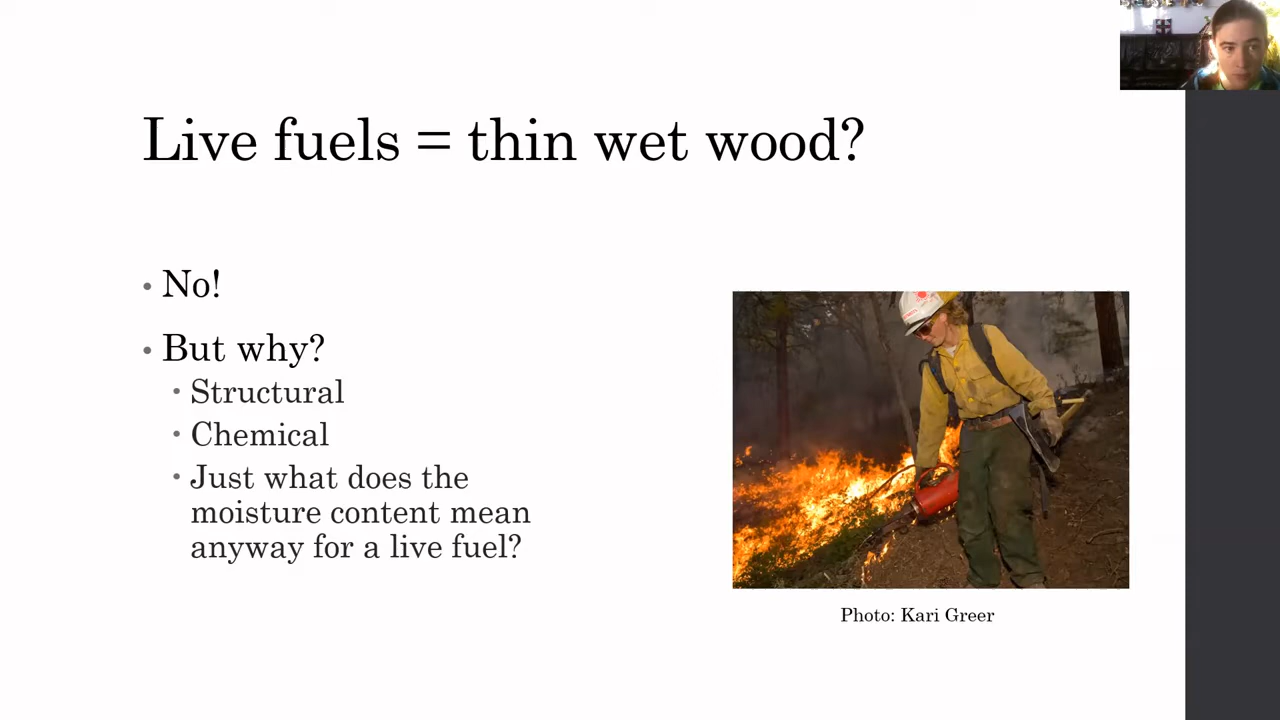 Live fuels = thin wet wood?
• No!
• But why?
• Structural
• Chemical
• Just what does the
moisture content mean
anyway for a live fuel?
Photo: Kari Greer